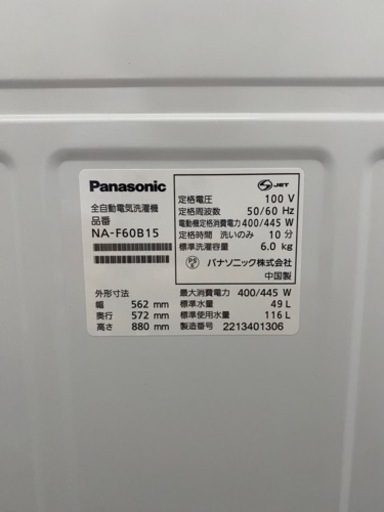 Panasonic
全自動電気洗濯機
品番
NA-F60B15
外形寸法
幅 562 mm
奥行 572 mm
高さ 880 mm
S JET
定格電圧 100 V
定格周波数 50/60 Hz
電動機定格消費電力 400/445 W
定格時間 洗いのみ 10 分
標準洗濯容量 6.0 kg
PSE パナソニック株式会社
中国製
最大消費電力 400/445 W
標準水量 49 L
標準使用水量 116 L
製造番号 2213401306